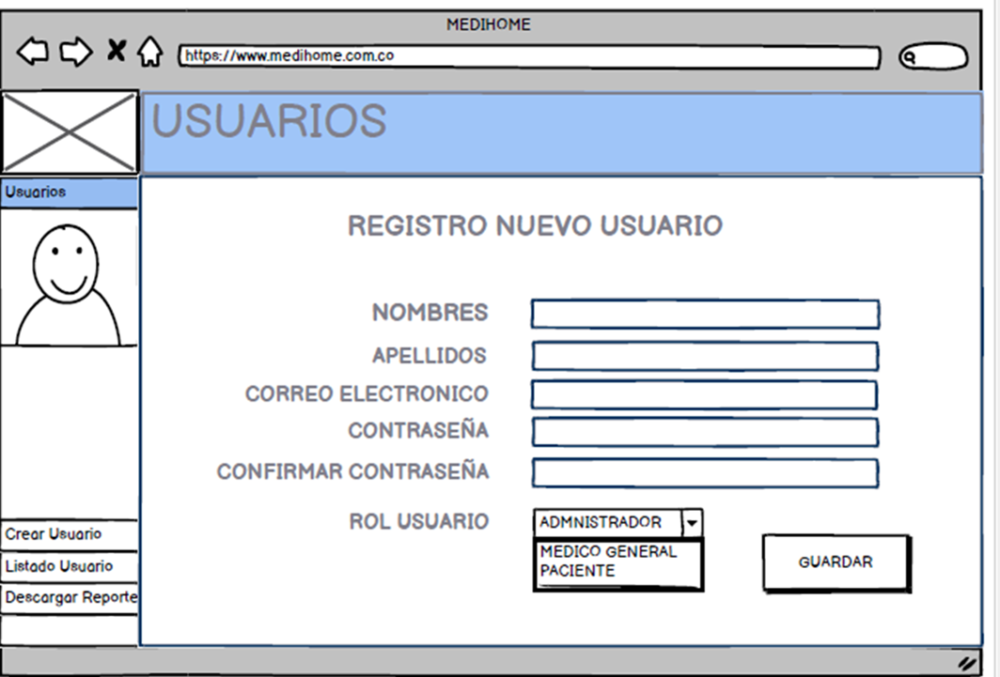 MEDIHOME
https://www.medihome.com.co
USUARIOS
Usuarios
REGISTRO NUEVO USUARIO
NOMBRES
APELLIDOS
CORREO ELECTRONICO
CONTRASEÑA
CONFIRMAR CONTRASEÑA
ROL USUARIO
ADMNISTRADOR
MEDICO GENERAL
PACIENTE
GUARDAR
Crear Usuario
Listado Usuario
Descargar Reporte